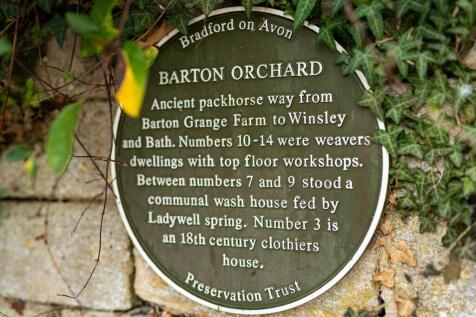 Bradford on Avon
BARTON ORCHARD
Ancient packhorse way from
Barton Grange Farm to Winsley
and Bath. Numbers 10-14 were weavers
dwellings with top floor workshops.
Between numbers 7 and 9 stood a
communal wash house fed by
Ladywell spring. Number 3 is
an 18th century clothiers
house.
Preservation Trust